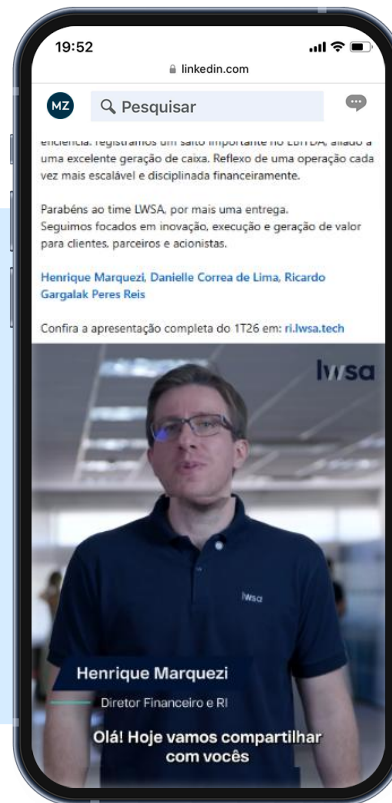 19:52
linkedin.com
MZ
Pesquisar
eficiência. registramos um salto importante no EBITDA, aliado a
uma excelente geração de caixa. Reflexo de uma operação cada
vez mais escalável e disciplinada financeiramente.
Parabéns ao time LWSA, por mais uma entrega.
Seguimos focados em inovação, execução e geração de valor
para clientes, parceiros e acionistas.
Henrique Marquezi, Danielle Correa de Lima, Ricardo
Gargalak Peres Reis
Confira a apresentação completa do 1T26 em: ri.lwsa.tech
lwsa
lwsa
Henrique Marquezi
Diretor Financeiro e RI
Olá! Hoje vamos compartilhar
com vocês